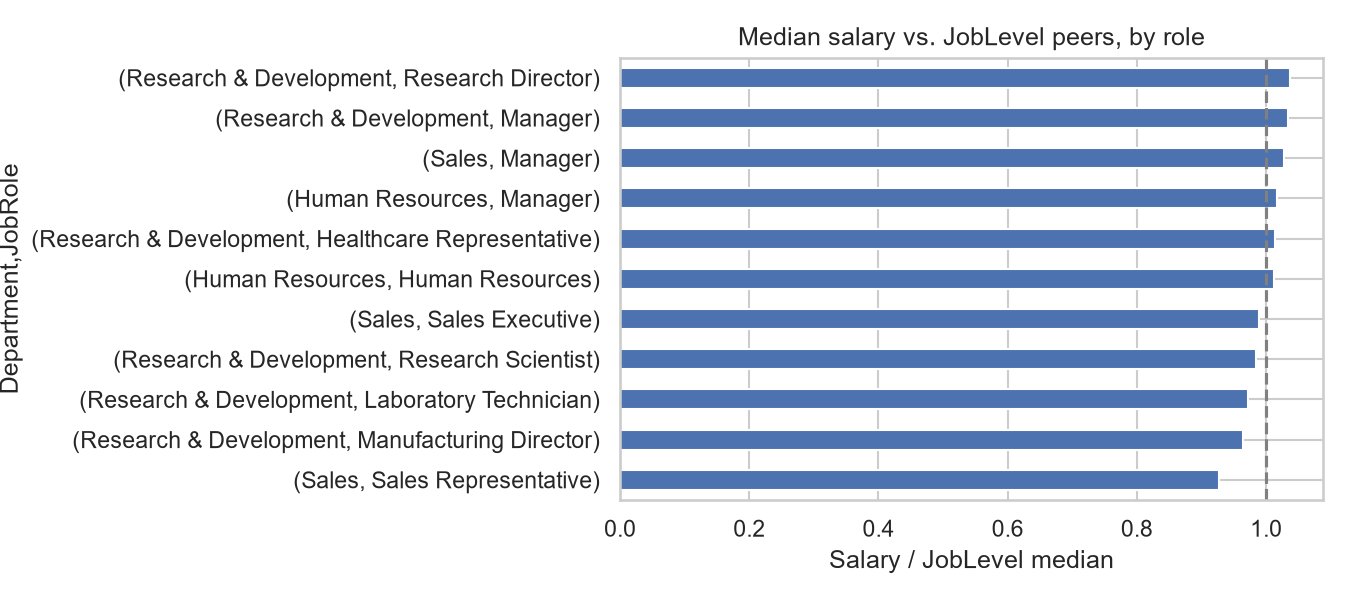 Median salary vs. JobLevel peers, by role
Department,JobRole
(Research & Development, Research Director)
(Research & Development, Manager)
(Sales, Manager)
(Human Resources, Manager)
(Research & Development, Healthcare Representative)
(Human Resources, Human Resources)
(Sales, Sales Executive)
(Research & Development, Research Scientist)
(Research & Development, Laboratory Technician)
(Research & Development, Manufacturing Director)
(Sales, Sales Representative)
0.0 0.2 0.4 0.6 0.8 1.0
Salary / JobLevel median